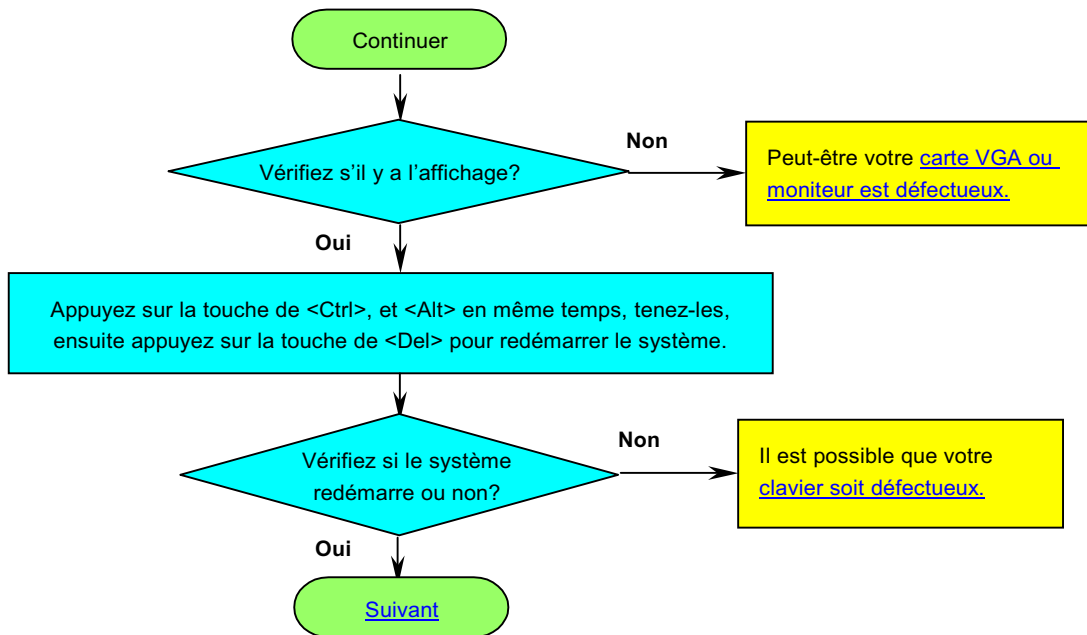 Continuer
Vérifiez s'il y a l'affichage?
Non
Peut-être votre carte VGA ou
moniteur est défectueux.
Oui
Appuyez sur la touche de <Ctrl>, et <Alt> en même temps, tenez-les,
ensuite appuyez sur la touche de <Del> pour redémarrer le système.
Vérifiez si le système
redémarre ou non?
Non
Il est possible que votre
clavier soit défectueux.
Oui
Suivant